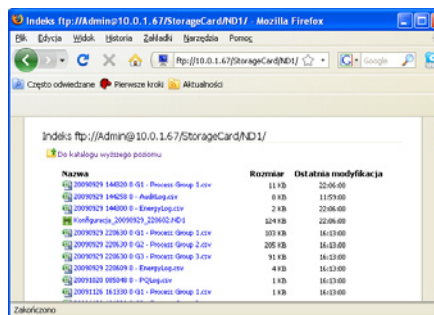 Indeks ftp://Admin@10.0.1.67/StorageCard/ND1/ - Mozilla Firefox
Plik Edycja Widok Historia Zakładki Narzędzia Pomoc
ftp://10.0.1.67/StorageCard/ND1/ Google
Często odwiedzane Pierwsze kroki Aktualności
Indeks ftp://Admin@10.0.1.67/StorageCard/ND1/
Do katalogu wyższego poziomu
Nazwa Rozmiar Ostatnia modyfikacja
20090929 144320 0 G1 - Process Group 1.csv 11 KB 22:06:00
20090929 144258 0 - AuditLog.csv 0 KB 11:59:00
20090929 144300 0 - EnergyLog.csv 2 KB 22:06:00
Konfiguracja_20090929_220602.ND1 124 KB 22:06:00
20090929 220630 0 G1 - Process Group 1.csv 103 KB 16:13:00
20090929 220630 0 G2 - Process Group 2.csv 205 KB 16:13:00
20090929 220630 0 G3 - Process Group 3.csv 91 KB 16:13:00
20090929 220609 0 - EnergyLog.csv 4 KB 16:13:00
20091020 085048 0 - PQLog.csv 1 KB 16:13:00
20091126 161330 0 G1 - Process Group 1.csv 1 KB 16:13:00
Zakończono